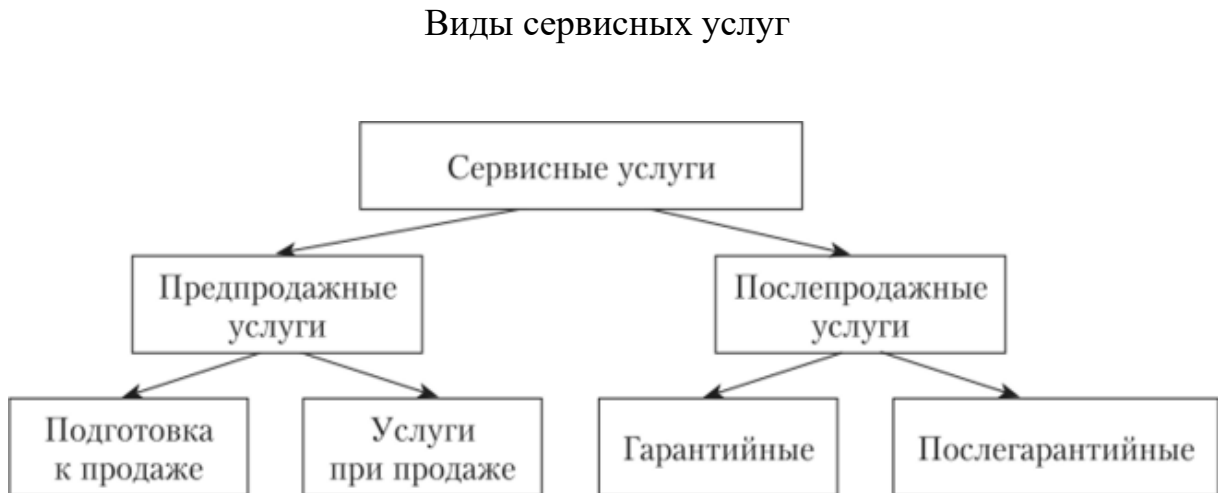 Виды сервисных услуг
Сервисные услуги
Предпродажные
услуги
Послепродажные
услуги
Подготовка
к продаже
Услуги
при продаже
Гарантийные
Послегарантийные